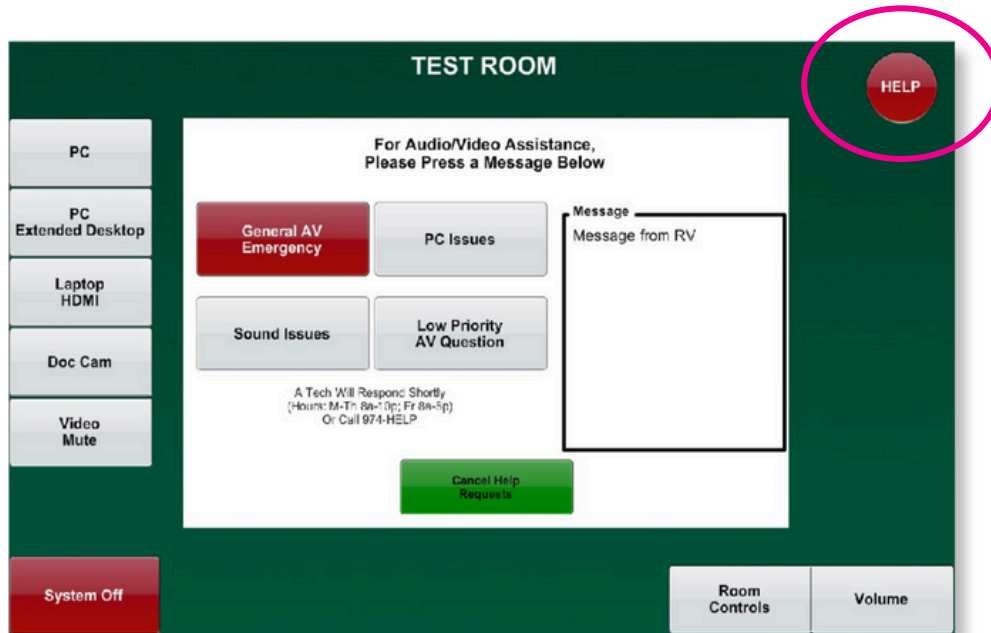 TEST ROOM
HELP
PC
PC
Extended Desktop
Laptop
HDMI
Doc Cam
Video
Mute
For Audio/Video Assistance,
Please Press a Message Below
General AV
Emergency
PC Issues
Sound Issues
Low Priority
AV Question
A Tech Will Respond Shortly
(Hours: M-Th 8a-10p; Fr 8a-5p)
Or Call 974-HELP
Message
Message from RV
Cancel Help
Requests
System Off
Room
Controls
Volume